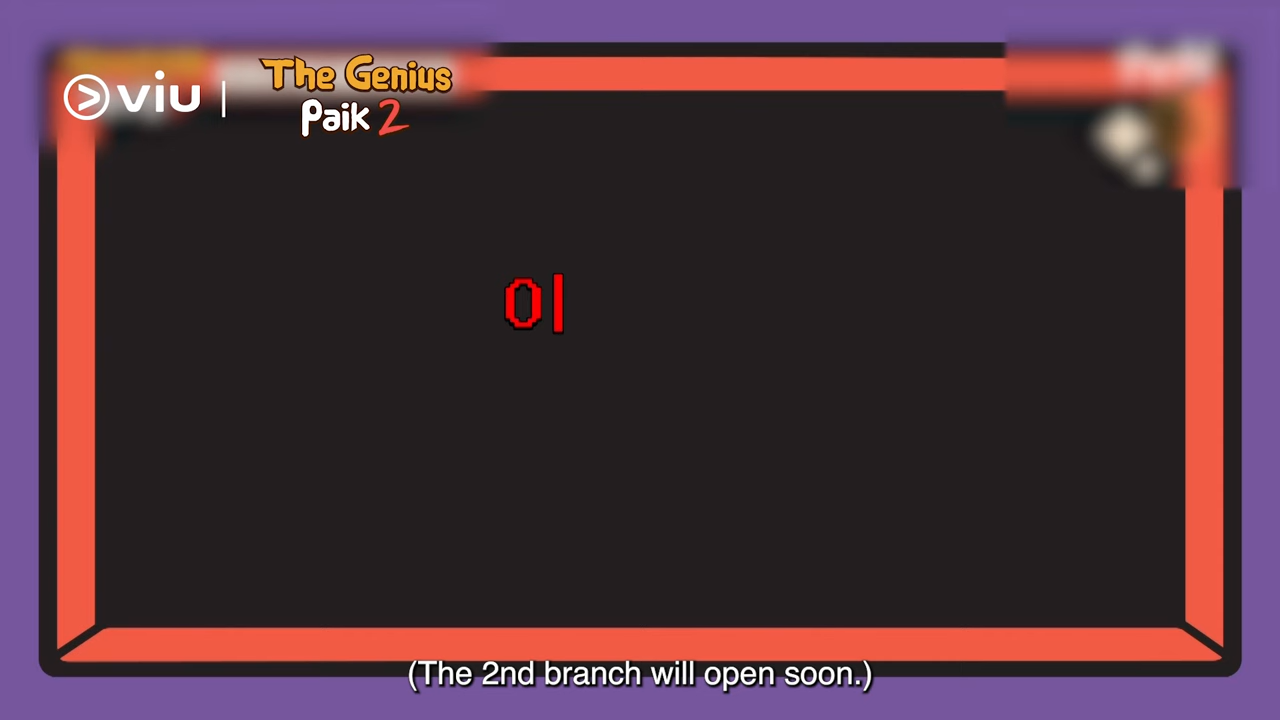 viu | The Genius
Paik 2
이
(The 2nd branch will open soon.)